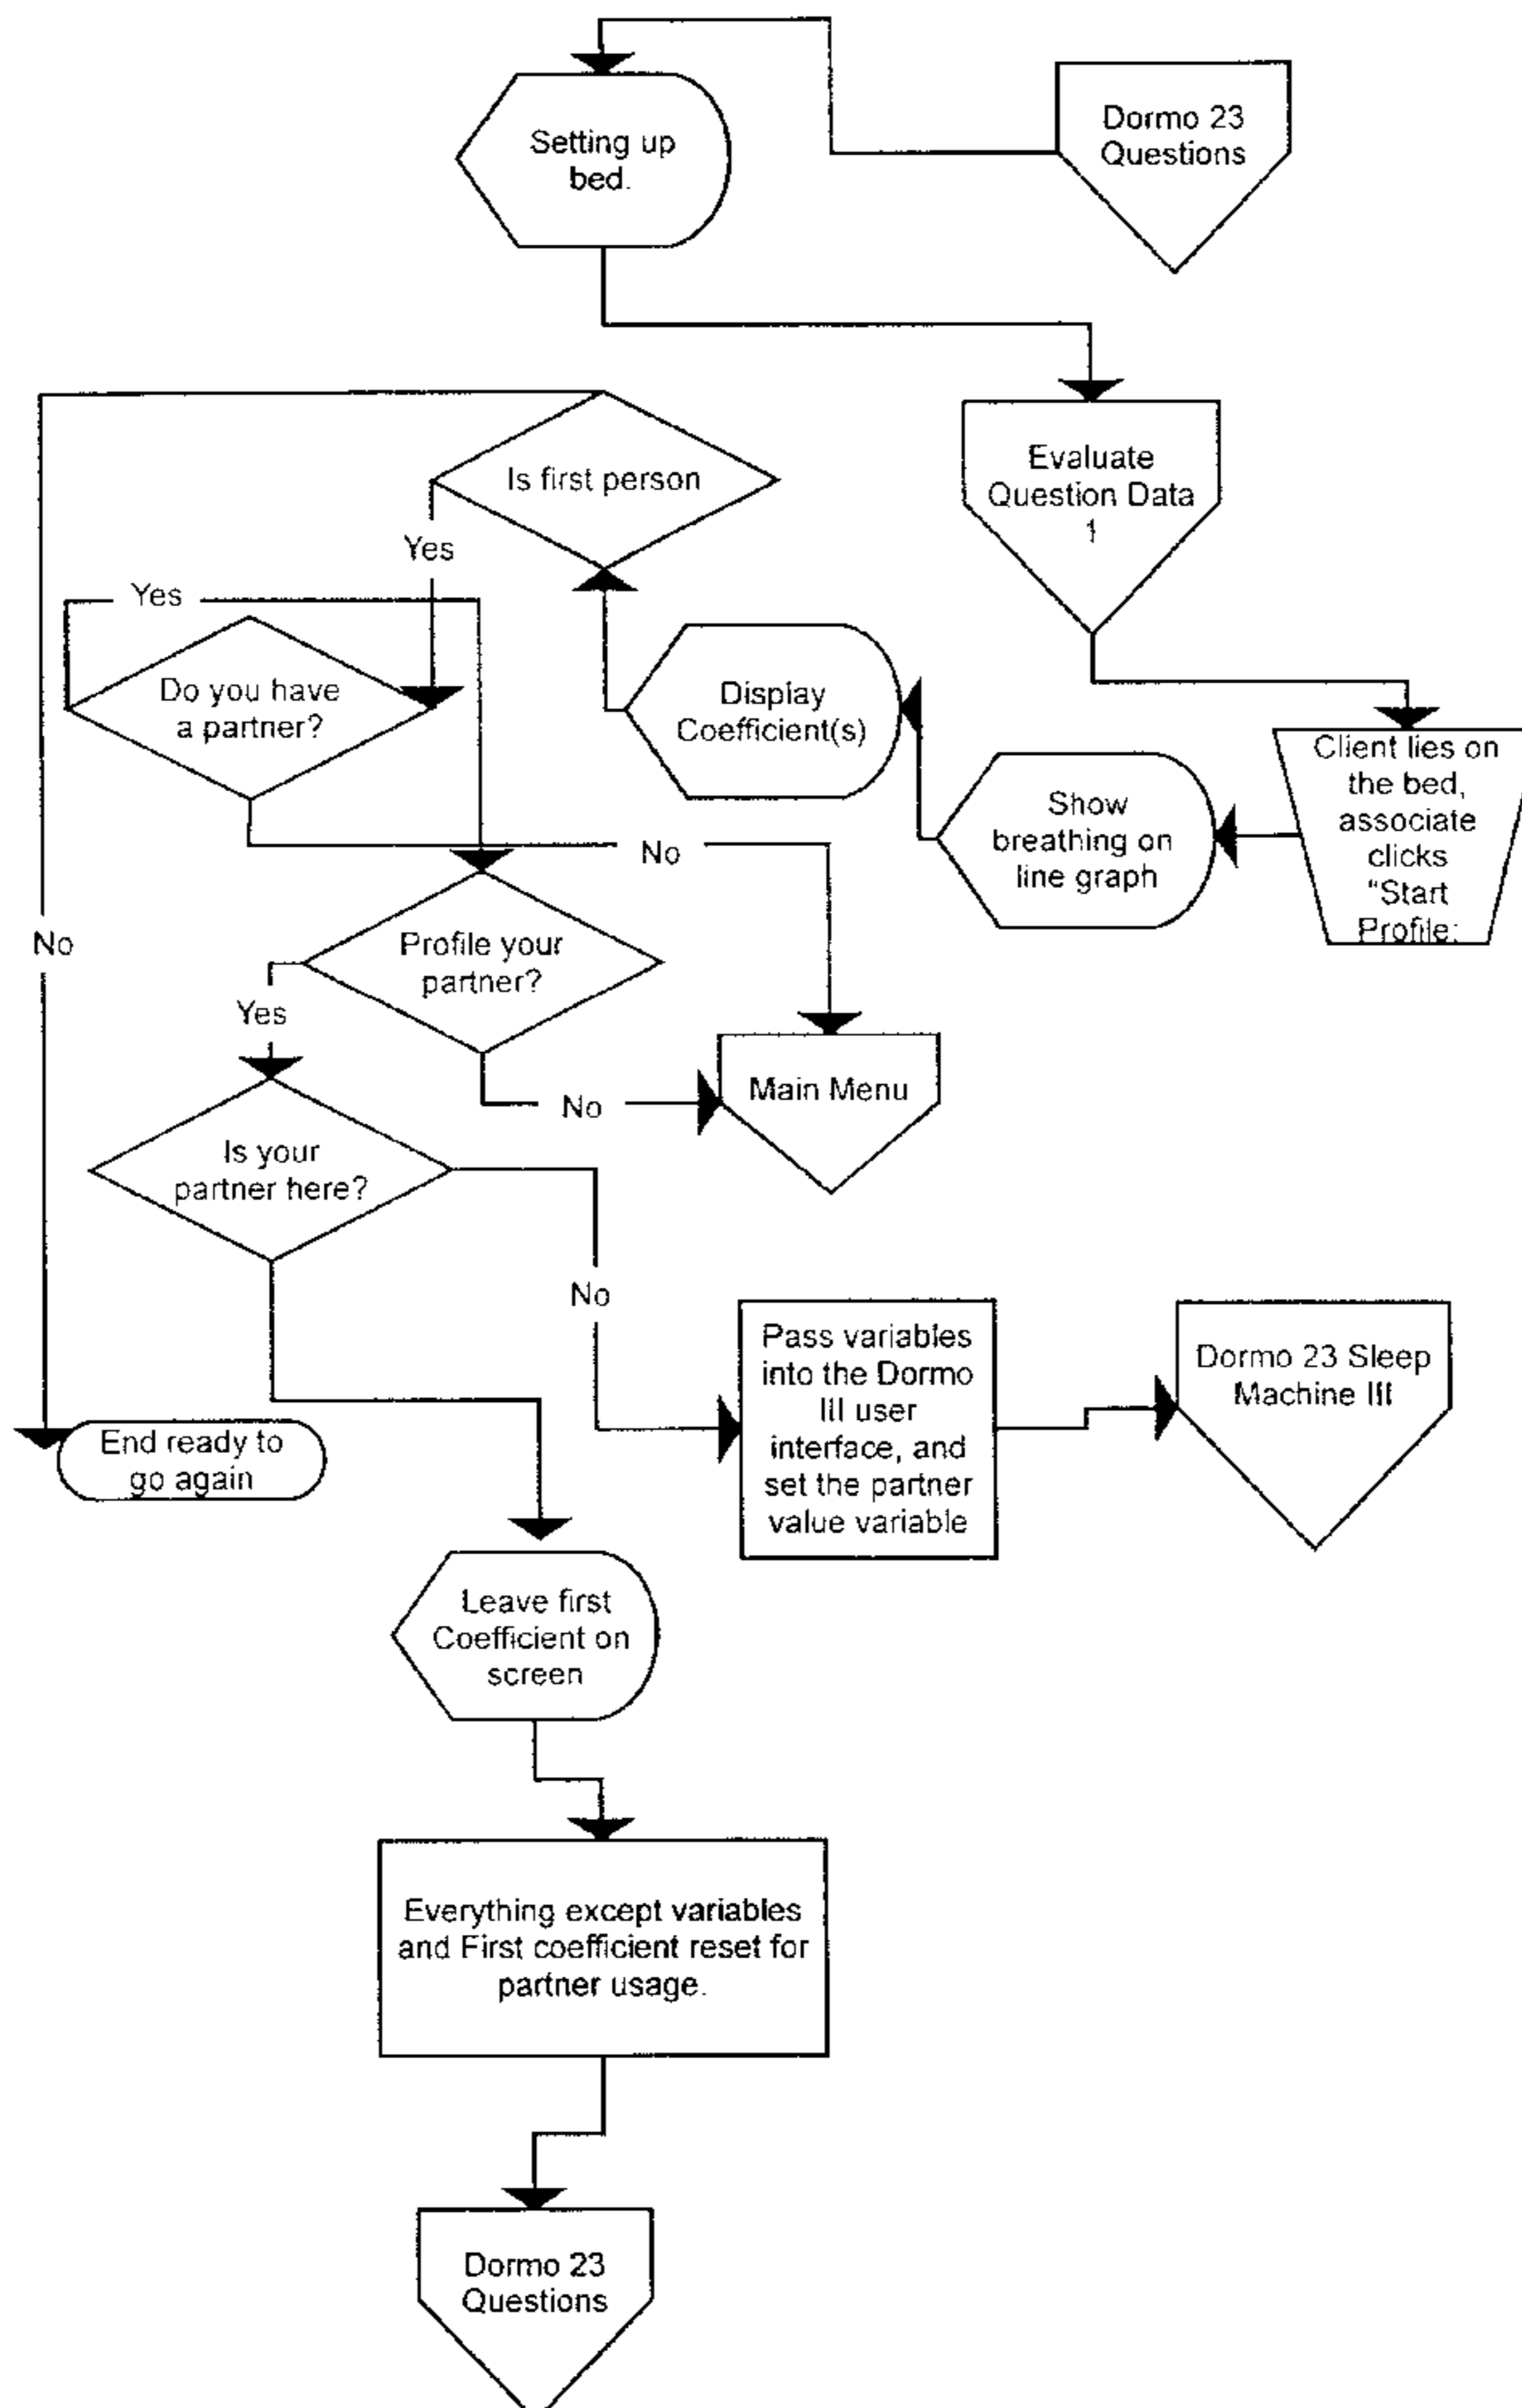 Dormo 23
Questions
Setting up
bed.
Evaluate
Question Data
1
Is first person
Yes
Yes
Do you have
a partner?
Display
Coefficient(s)
Client lies on
the bed,
associate
clicks
"Start
Profile:
Show
breathing on
line graph
No
No
Profile your
partner?
Yes
No
Main Menu
Is your
partner here?
No
Pass variables
into the Dormo
III user
interface, and
set the partner
value variable
Dormo 23 Sleep
Machine III
End ready to
go again
Leave first
Coefficient on
screen
Everything except variables
and First coefficient reset for
partner usage.
Dormo 23
Questions